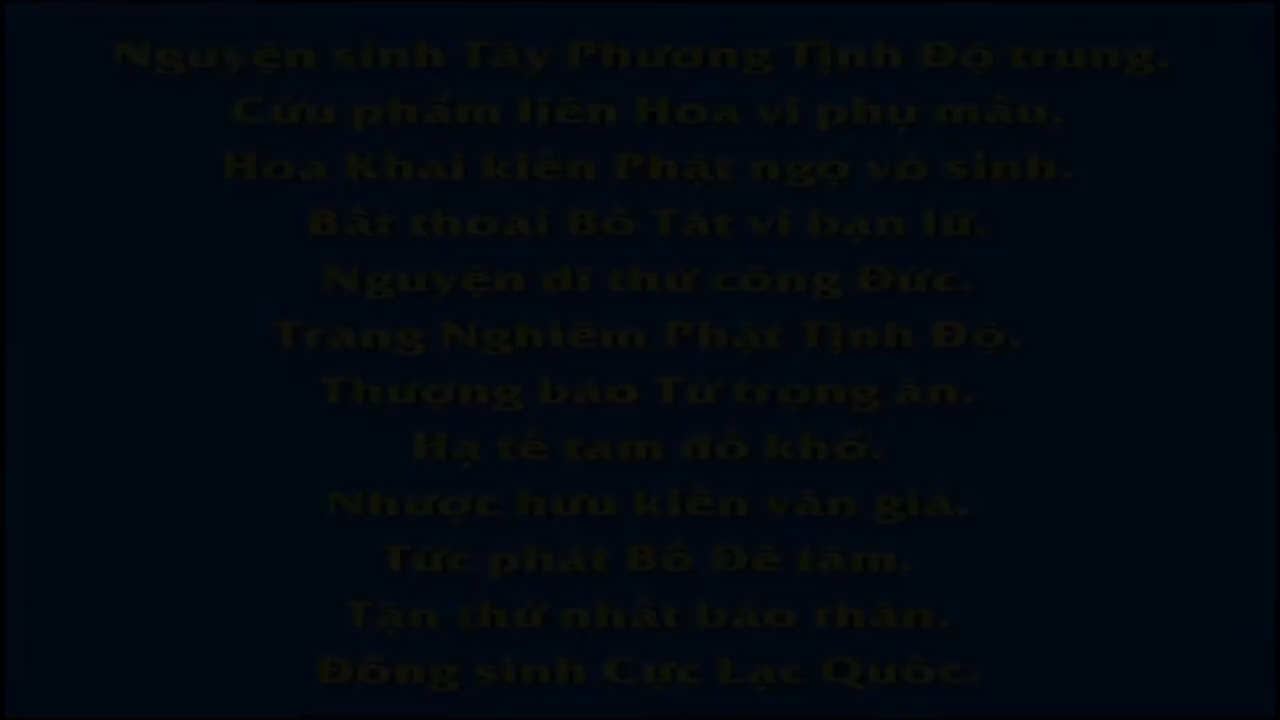 Nguyện sinh Tây Phương Tịnh Độ trung.
Cửu phẩm liên Hoa vi phụ mẫu.
Hoa Khai kiến Phật ngộ vô sinh.
Bất thoái Bồ Tát vi bạn lữ.
Nguyện dĩ thử công Đức.
Trang Nghiêm Phật Tịnh Độ.
Thượng báo Tứ trọng ân.
Hạ tế tam đồ khổ.
Nhược hữu kiến văn giả.
Tức phát Bồ Đề tâm.
Tận thử nhất báo thân.
Đồng sinh Cực Lạc Quốc.